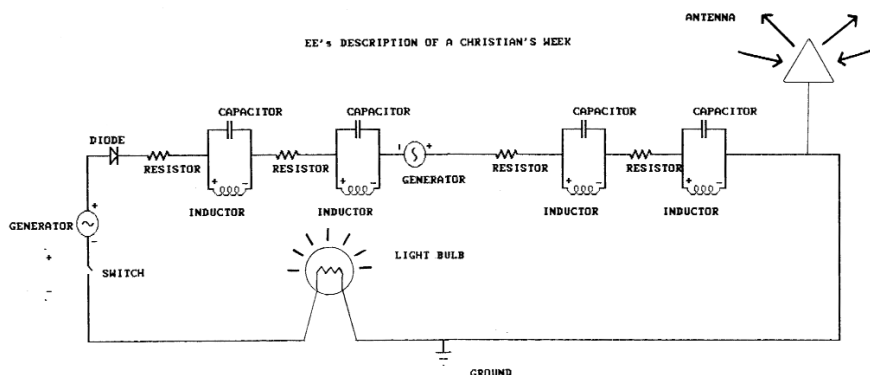 ANTENNA
EE's DESCRIPTION OF A CHRISTIAN'S WEEK
CAPACITOR CAPACITOR CAPACITOR CAPACITOR
DIODE
RESISTOR RESISTOR GENERATOR RESISTOR RESISTOR
INDUCTOR INDUCTOR INDUCTOR INDUCTOR
GENERATOR
LIGHT BULB
SWITCH
GROUND